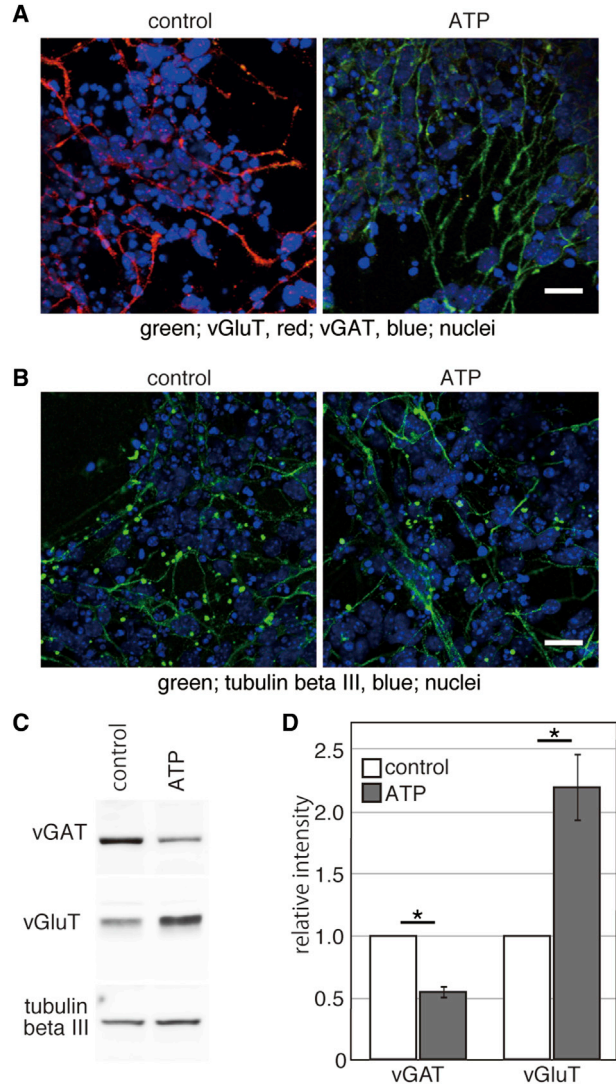 A
control
ATP
green; vGluT, red; vGAT, blue; nuclei
B
control
ATP
green; tubulin beta III, blue; nuclei
C
control
ATP
vGAT
vGluT
tubulin
beta III
D
relative intensity
2.5
2.0
1.5
1.0
0.5
0
control
ATP
*
*
vGAT
vGluT